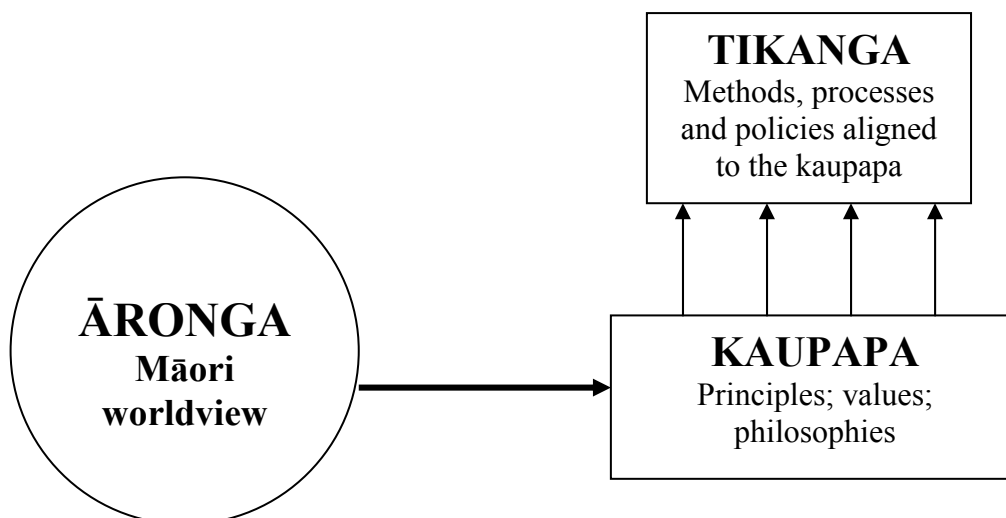 TIKANGA
Methods, processes
and policies aligned
to the kaupapa
ĀRONGA
Māori
worldview
KAUPAPA
Principles; values;
philosophies